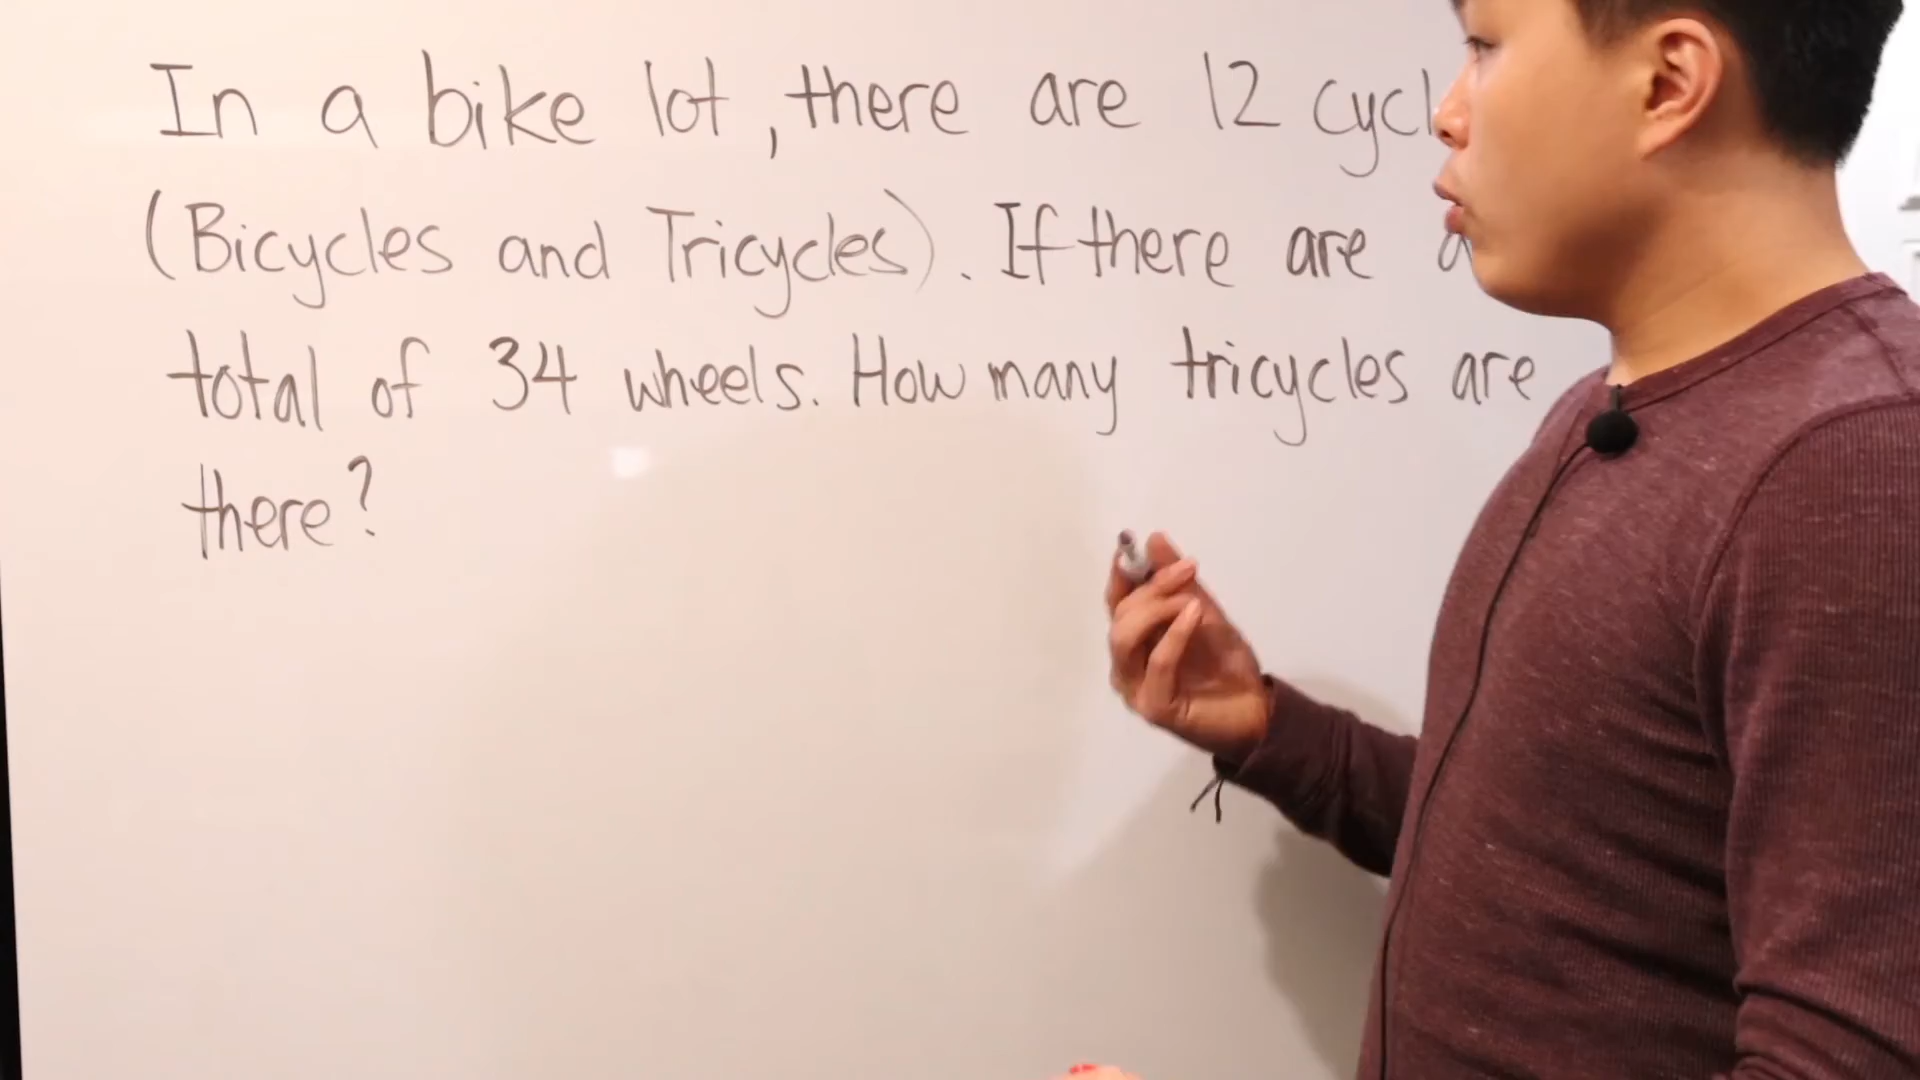 In a bike lot, there are 12 cycl
(Bicycles and Tricycles). If there are a
total of 34 wheels. How many tricycles are
there?